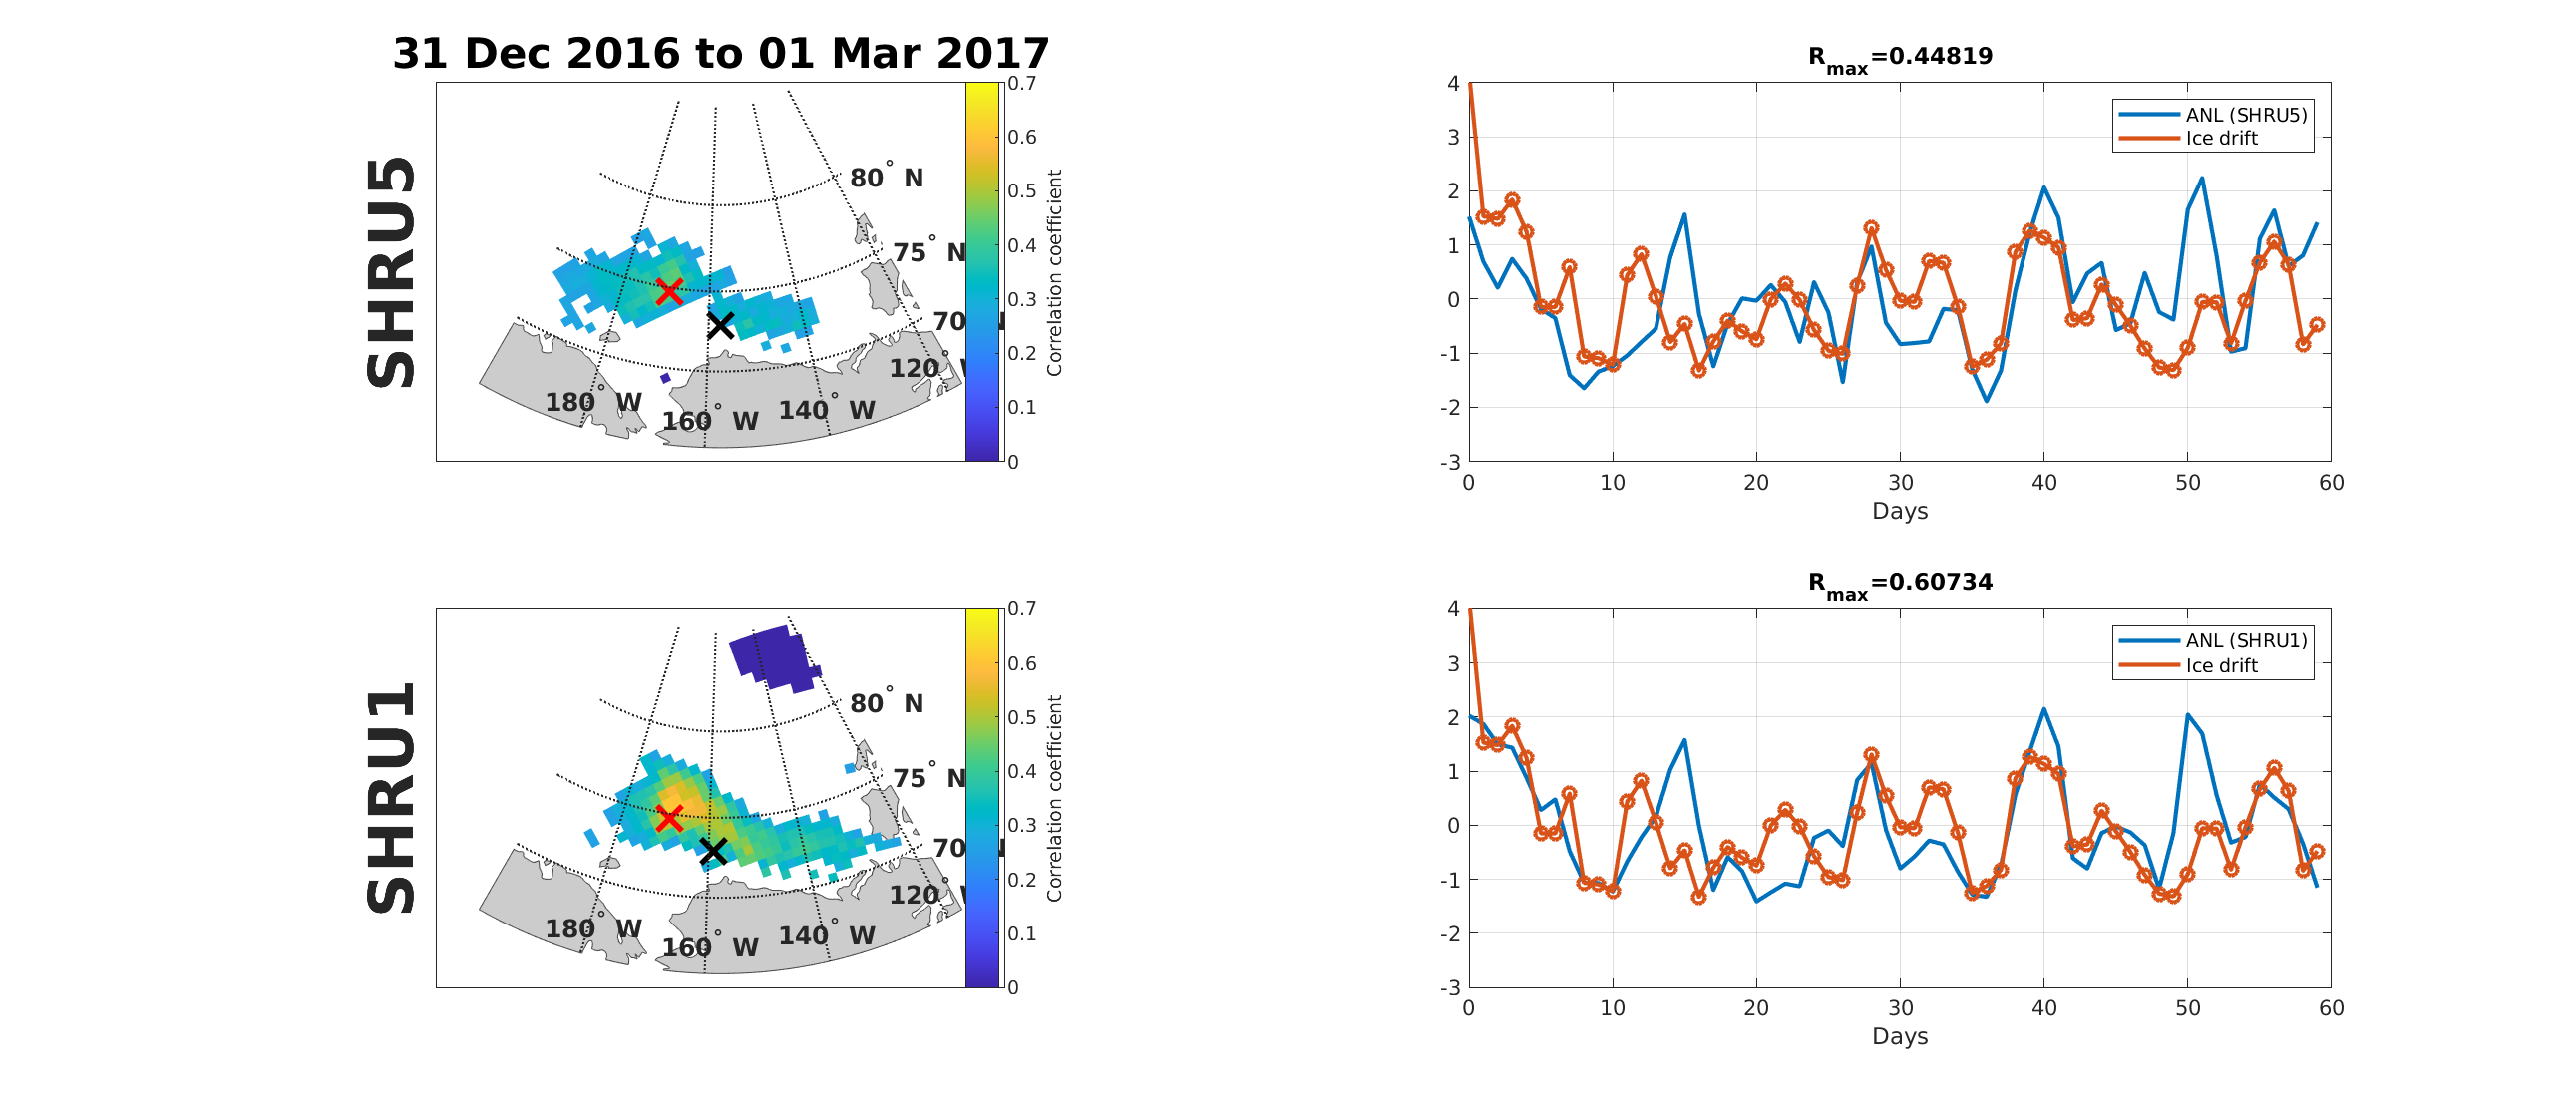 31 Dec 2016 to 01 Mar 2017
SHRU5
80° N
75° N
70° N
120° W
180° W
160° W
140° W
0.7
0.6
0.5
0.4
0.3
0.2
0.1
0
Correlation coefficient
Rmax=0.44819
4
3
2
1
0
-1
-2
-3
0 10 20 30 40 50 60
Days
ANL (SHRU5)
Ice drift
SHRU1
80° N
75° N
70° N
120° W
180° W
160° W
140° W
0.7
0.6
0.5
0.4
0.3
0.2
0.1
0
Correlation coefficient
Rmax=0.60734
4
3
2
1
0
-1
-2
-3
0 10 20 30 40 50 60
Days
ANL (SHRU1)
Ice drift